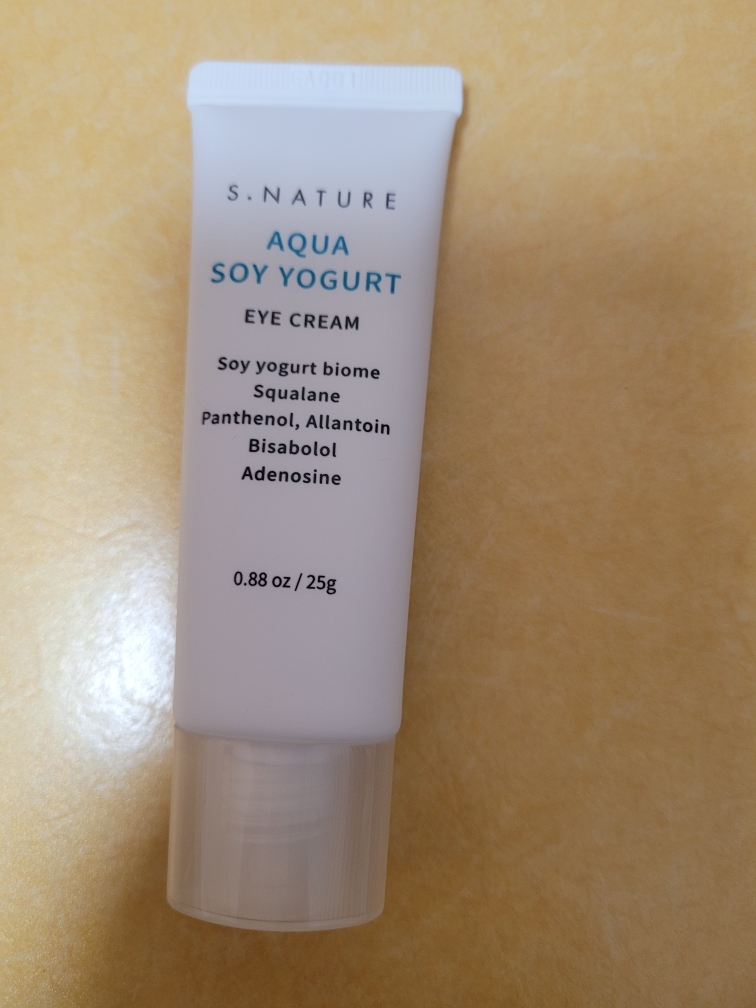 S.NATURE
AQUA
SOY YOGURT
EYE CREAM
Soy yogurt biome
Squalane
Panthenol, Allantoin
Bisabolol
Adenosine
0.88 oz / 25g